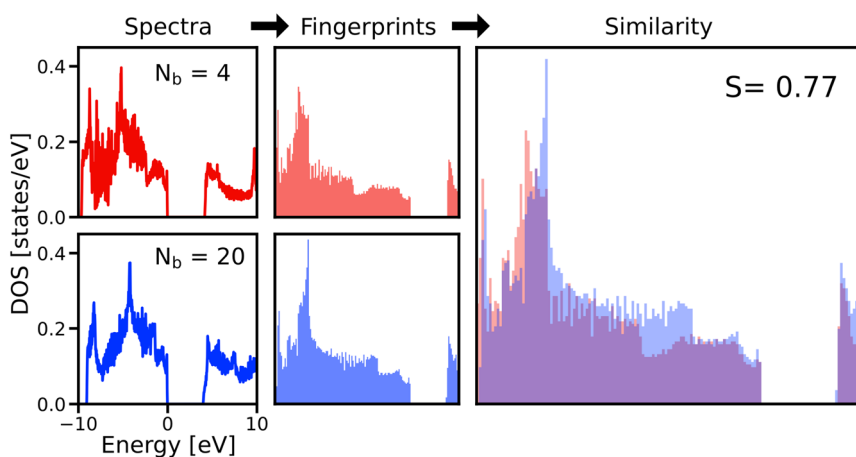 Spectra Fingerprints Similarity
DOS [states/eV]
0.4
0.2
0.0
N_b = 4
S= 0.77
0.4
0.2
0.0
N_b = 20
−10 0 10
Energy [eV]